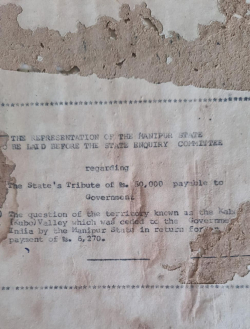 THE REPRESENTATION OF THE MANIPUR STATE
BE LAID BEFORE THE STATE ENQUIRY COMMITTEE
regarding
The State's Tribute of Rs. 50,000 payable to
Government
The question of the territory known as the
(Kabo) Valley which was ceded to the
India by the Manipur State in return for
payment of Rs. 6,270.